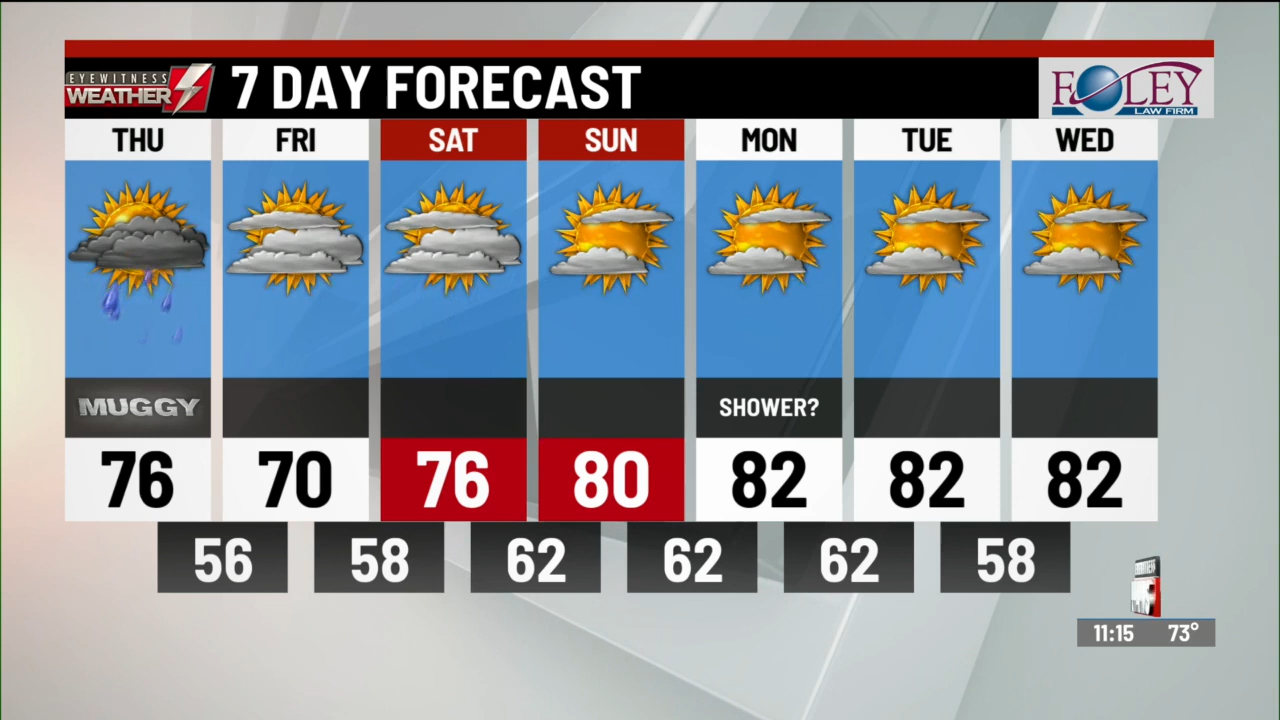 EYEWITNESS
WEATHER
7 DAY FORECAST
FOLEY
LAW FIRM
THU FRI SAT SUN MON TUE WED
MUGGY SHOWER?
76 70 76 80 82 82 82
56 58 62 62 62 58
11:15 73°